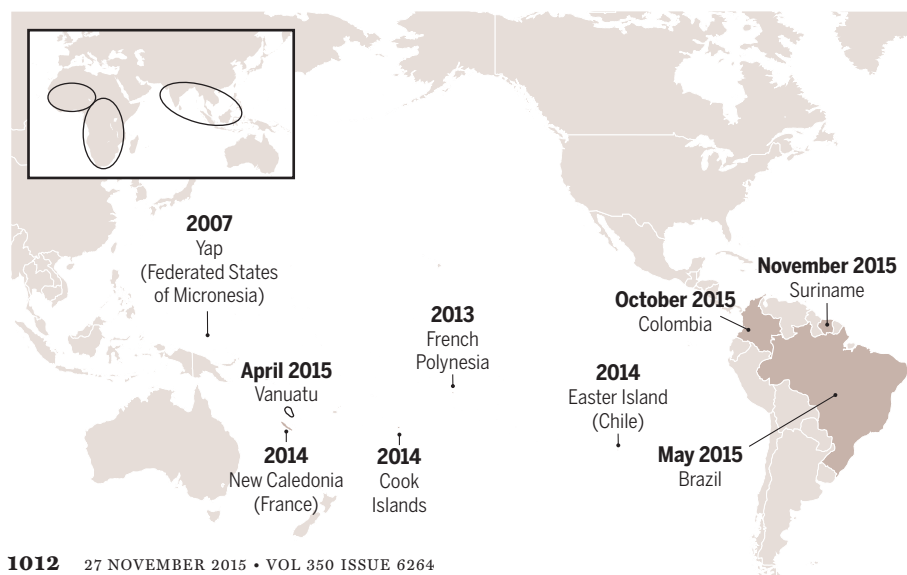 2007
Yap
(Federated States
of Micronesia)
April 2015
Vanuatu
2014
New Caledonia
(France)
2013
French
Polynesia
2014
Cook
Islands
2014
Easter Island
(Chile)
October 2015
Colombia
November 2015
Suriname
May 2015
Brazil
1012 27 NOVEMBER 2015 • VOL 350 ISSUE 6264